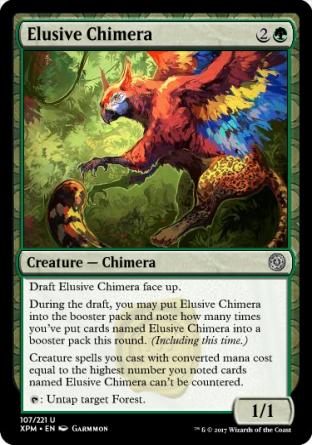 Elusive Chimera 2
Creature — Chimera
Draft Elusive Chimera face up.
During the draft, you may put Elusive Chimera
into the booster pack and note how many times
you've put cards named Elusive Chimera into a
booster pack this round. (Including this time.)
Creature spells you cast with converted mana cost
equal to the highest number you noted cards
named Elusive Chimera can't be countered.
: Untap target Forest.
1/1
107/221 U
XPM • EN GARMMON
™ & © 2017 Wizards of the Coast